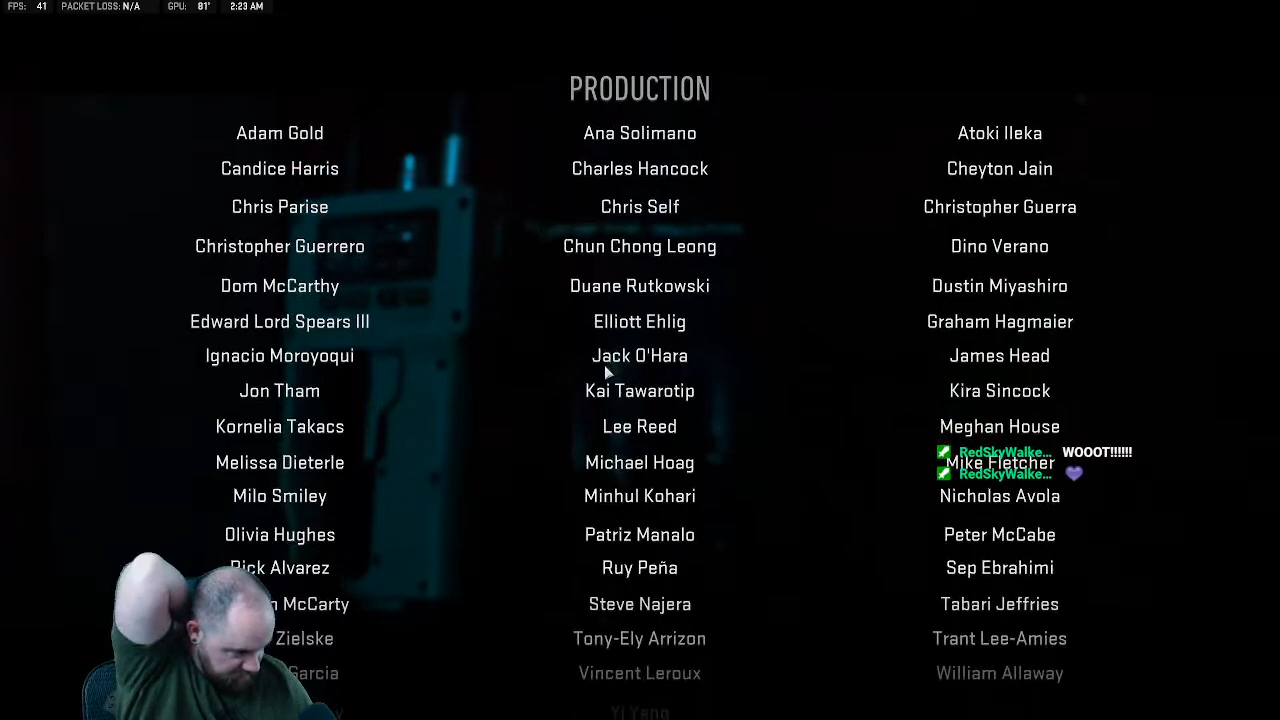 FPS: 41 PACKET LOSS: N/A GPU: 81° 2:23 AM
PRODUCTION
Adam Gold Ana Solimano Atoki Ileka
Candice Harris Charles Hancock Cheyton Jain
Chris Parise Chris Self Christopher Guerra
Christopher Guerrero Chun Chong Leong Dino Verano
Dom McCarthy Duane Rutkowski Dustin Miyashiro
Edward Lord Spears III Elliott Ehlig Graham Hagmaier
Ignacio Moroyoqui Jack O'Hara James Head
Jon Tham Kai Tawarotip Kira Sincock
Kornelia Takacs Lee Reed Meghan House
RedSkyWalke... WOOOT!!!!!!
Melissa Dieterle Michael Hoag Mike Fletcher
RedSkyWalke... 💜
Milo Smiley Minhul Kohari Nicholas Avola
Olivia Hughes Patriz Manalo Peter McCabe
Rick Alvarez Ruy Peña Sep Ebrahimi
McCarty Steve Najera Tabari Jeffries
Zielske Tony-Ely Arrizon Trant Lee-Amies
Garcia Vincent Leroux William Allaway
Yi Yang